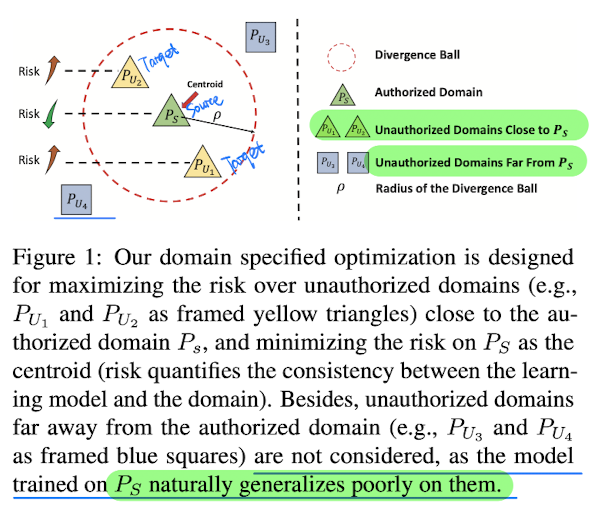 P_{U_3}
Risk
P_{U_2}
Target
Centroid
Risk
P_S
Source
ρ
Risk
P_{U_1}
Target
P_{U_4}
Divergence Ball
P_S Authorized Domain
P_{U_1} P_{U_2} Unauthorized Domains Close to P_S
P_{U_3} P_{U_4} Unauthorized Domains Far From P_S
ρ Radius of the Divergence Ball
Figure 1: Our domain specified optimization is designed
for maximizing the risk over unauthorized domains (e.g.,
P_{U_1} and P_{U_2} as framed yellow triangles) close to the au-
thorized domain P_s, and minimizing the risk on P_S as the
centroid (risk quantifies the consistency between the learn-
ing model and the domain). Besides, unauthorized domains
far away from the authorized domain (e.g., P_{U_3} and P_{U_4}
as framed blue squares) are not considered, as the model
trained on P_S naturally generalizes poorly on them.